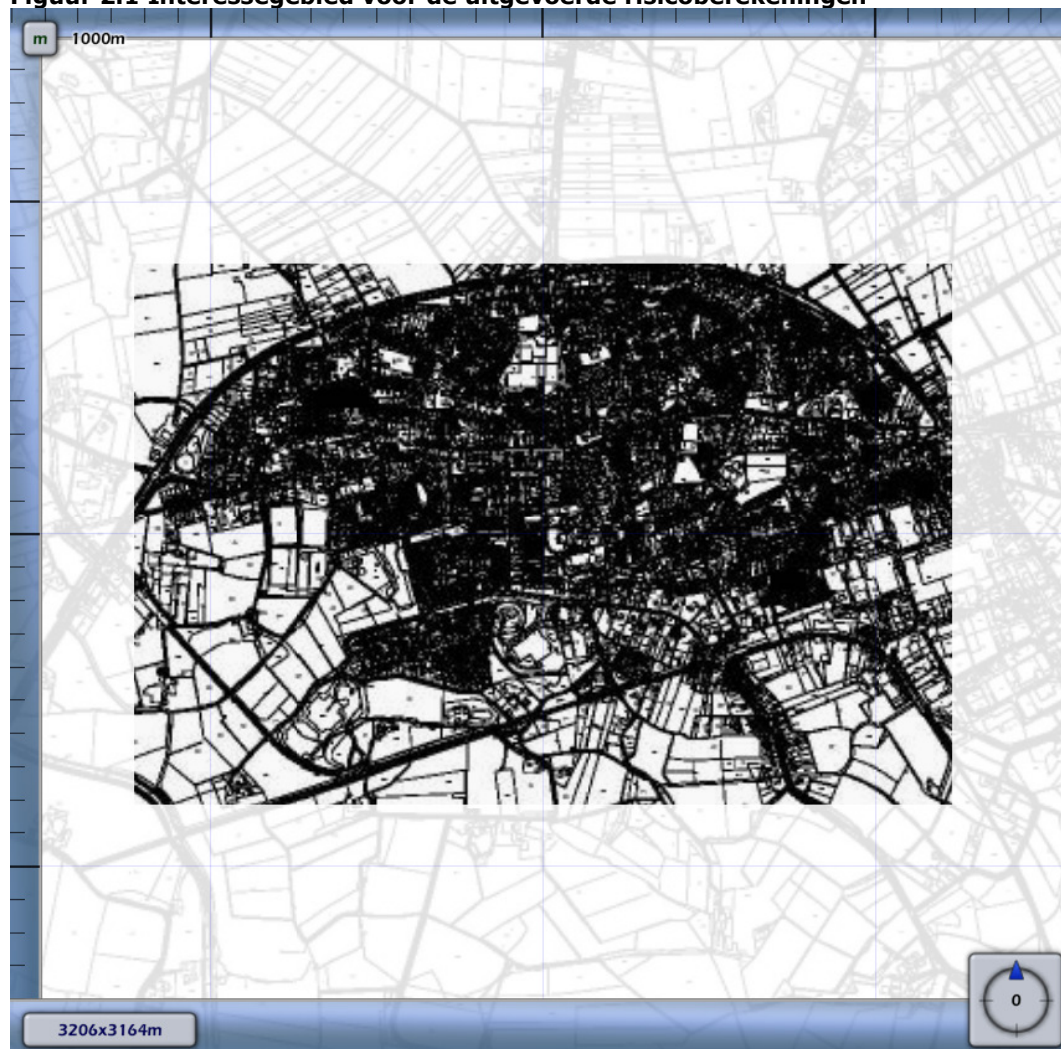 Figuur 2.1 Interessegebied voor de uitgevoerde risicoberekeningen
m 1000m
0
3206x3164m